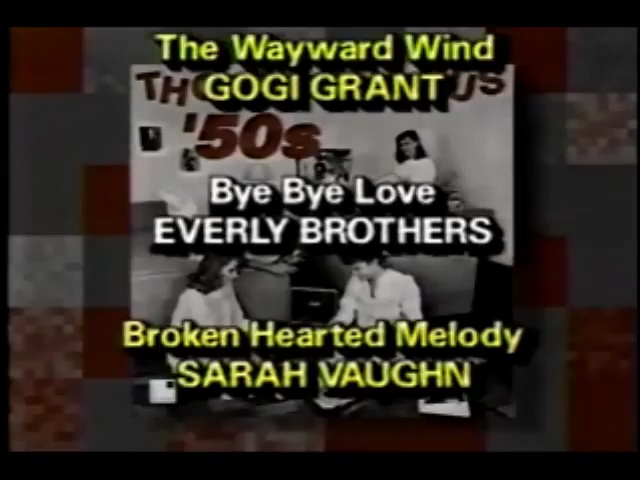 The Wayward Wind
GOGI GRANT
'50s
Bye Bye Love
EVERLY BROTHERS
Broken Hearted Melody
SARAH VAUGHN